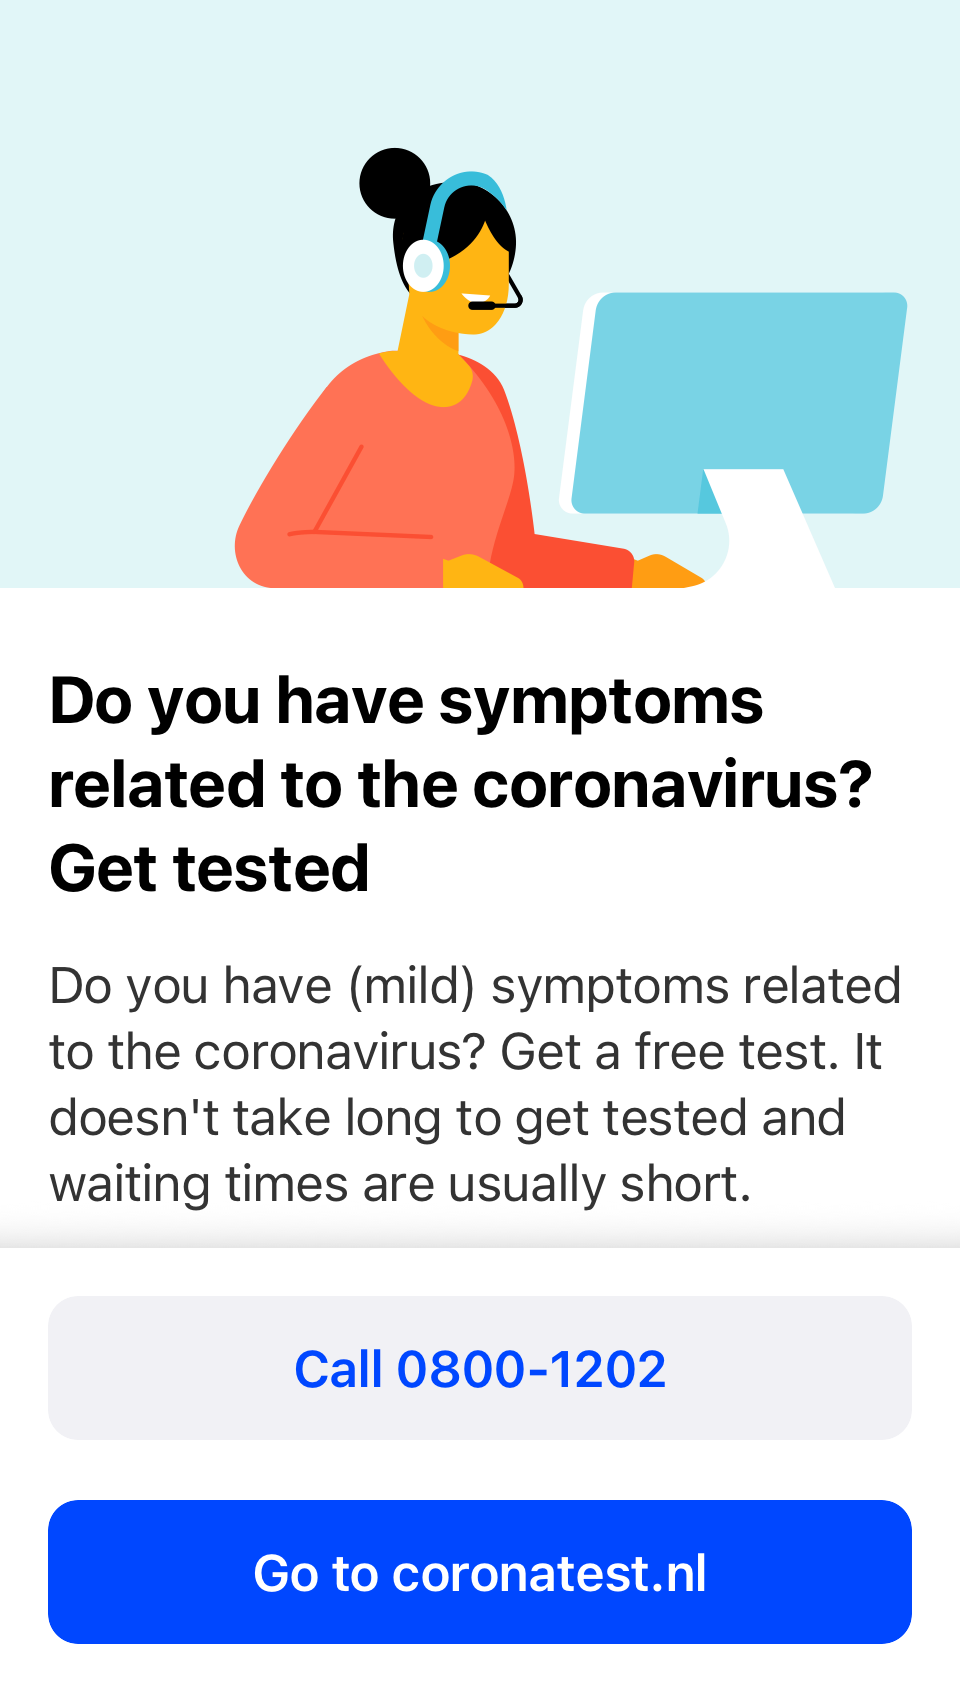 Do you have symptoms
related to the coronavirus?
Get tested
Do you have (mild) symptoms related
to the coronavirus? Get a free test. It
doesn't take long to get tested and
waiting times are usually short.
Call 0800-1202
Go to coronatest.nl